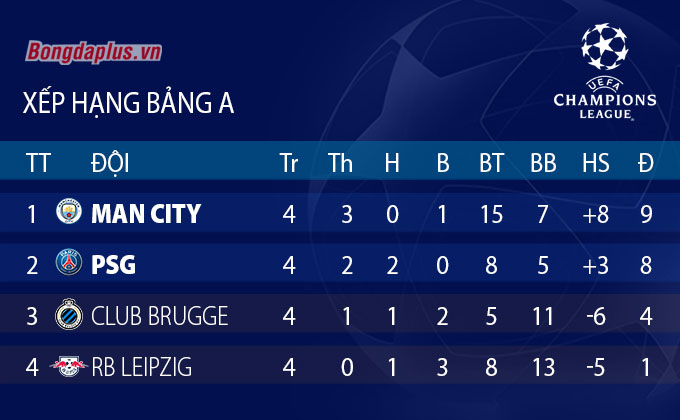 Bongdaplus.vn
XẾP HẠNG BẢNG A
UEFA
CHAMPIONS
LEAGUE
TT ĐỘI Tr Th H B BT BB HS Đ
1 MAN CITY 4 3 0 1 15 7 +8 9
2 PSG 4 2 2 0 8 5 +3 8
3 CLUB BRUGGE 4 1 1 2 5 11 -6 4
4 RB LEIPZIG 4 0 1 3 8 13 -5 1